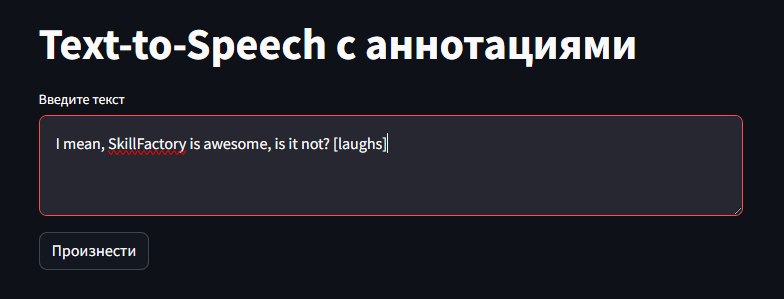 Text-to-Speech с аннотациями
Введите текст
I mean, SkillFactory is awesome, is it not? [laughs]
Произнести